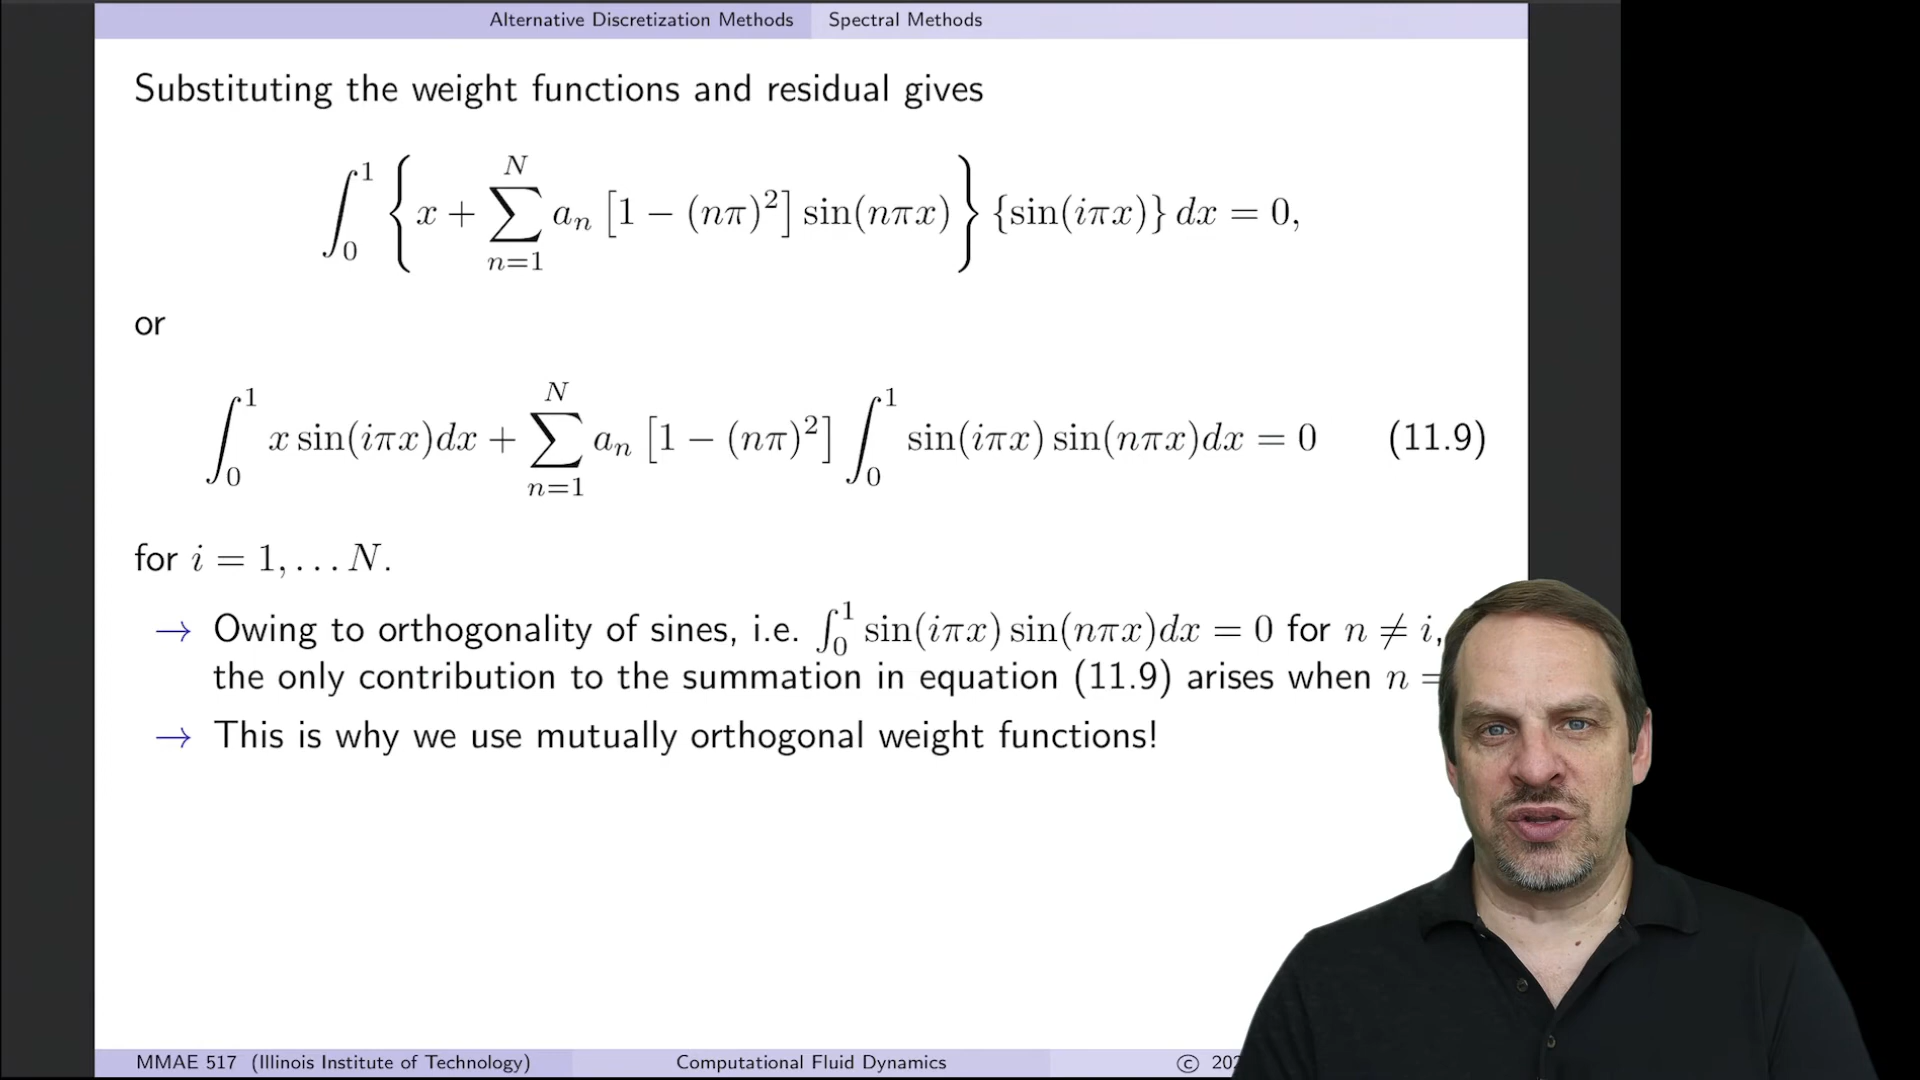 Alternative Discretization Methods Spectral Methods
Substituting the weight functions and residual gives
∫_0^1 { x + ∑_{n=1}^{N} a_n [1 − (nπ)^2] sin(nπx) } {sin(iπx)} dx = 0,
or
∫_0^1 x sin(iπx)dx + ∑_{n=1}^{N} a_n [1 − (nπ)^2] ∫_0^1 sin(iπx) sin(nπx)dx = 0 (11.9)
for i = 1, . . . N.
→ Owing to orthogonality of sines, i.e. ∫_0^1 sin(iπx) sin(nπx)dx = 0 for n ≠ i,
the only contribution to the summation in equation (11.9) arises when n =
→ This is why we use mutually orthogonal weight functions!
MMAE 517 (Illinois Institute of Technology) Computational Fluid Dynamics ©